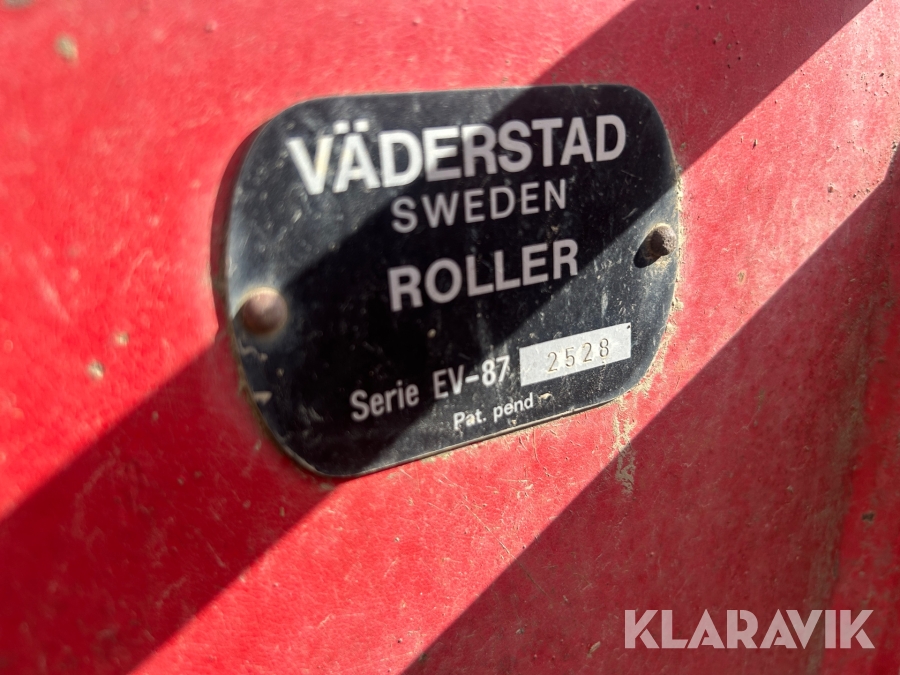 VÄDERSTAD
SWEDEN
ROLLER
Serie EV-87 2528
Pat. pend
KLARAVIK